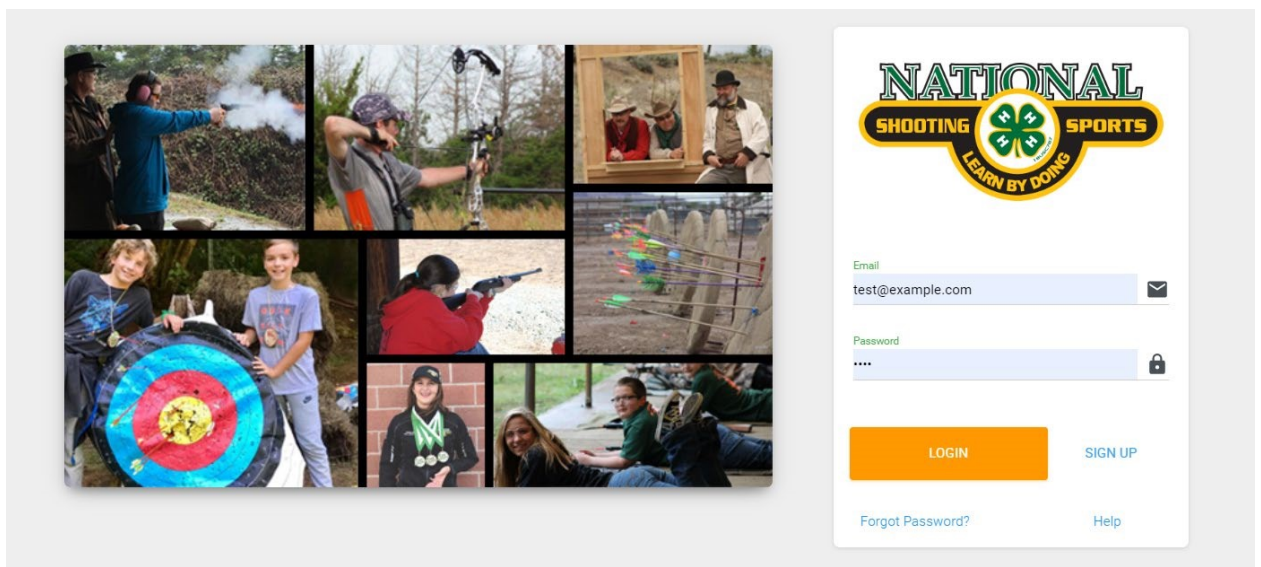 NATIONAL
SHOOTING SPORTS
H H
H H
LEARN BY DOING
Email
test@example.com
Password
••••
LOGIN
SIGN UP
Forgot Password?
Help